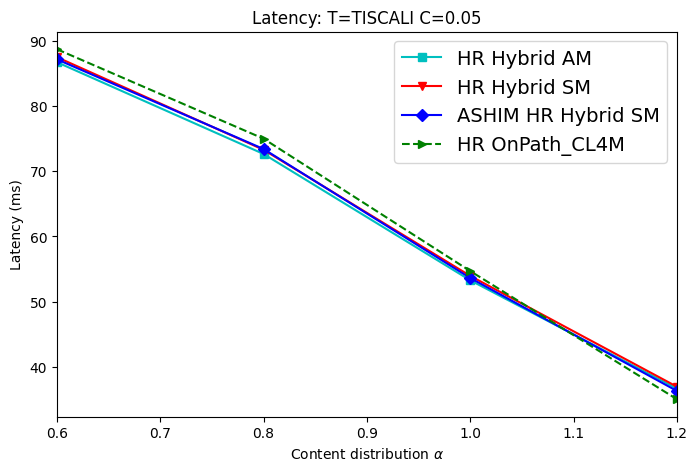 Latency: T=TISCALI C=0.05
90
80
70
60
50
40
Latency (ms)
HR Hybrid AM
HR Hybrid SM
ASHIM HR Hybrid SM
HR OnPath_CL4M
0.6 0.7 0.8 0.9 1.0 1.1 1.2
Content distribution α